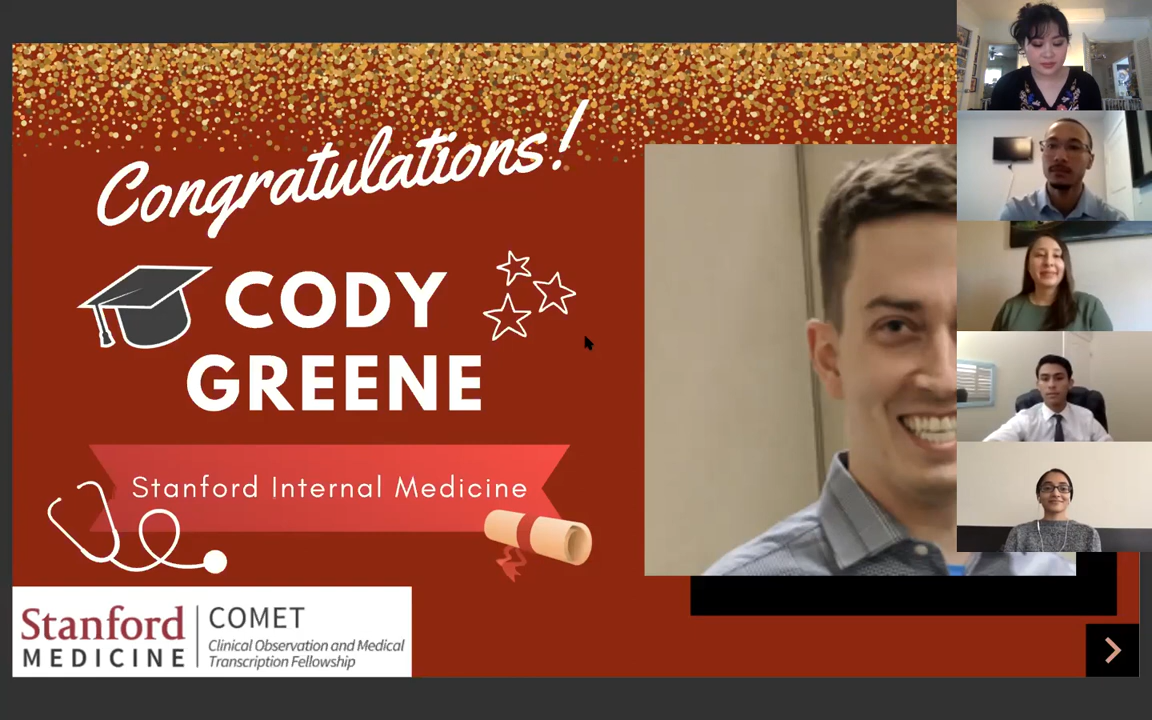 Congratulations!
CODY
GREENE
Stanford Internal Medicine
Stanford
MEDICINE
COMET
Clinical Observation and Medical
Transcription Fellowship